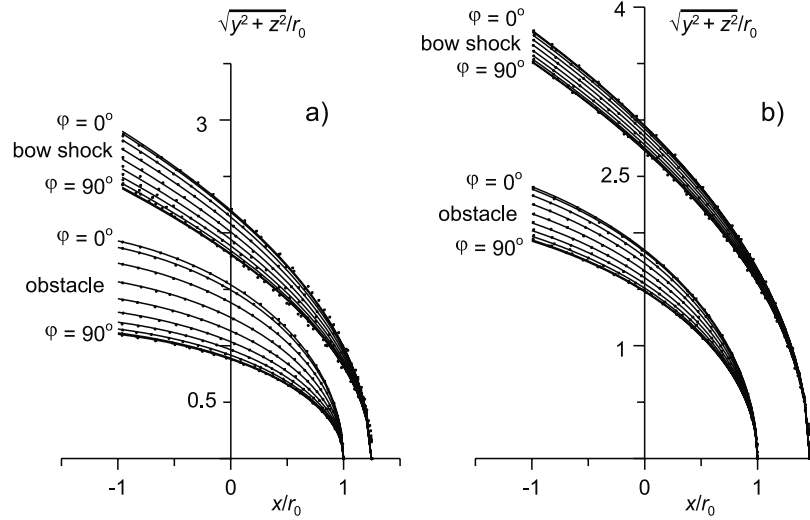 √y² + z²/r₀
φ = 0°
bow shock
φ = 90°
φ = 0°
obstacle
φ = 90°
a)
3
0.5
-1
0
1
x/r₀
√y² + z²/r₀
4
φ = 0°
bow shock
φ = 90°
φ = 0°
obstacle
φ = 90°
b)
2.5
1
-1
0
1
x/r₀